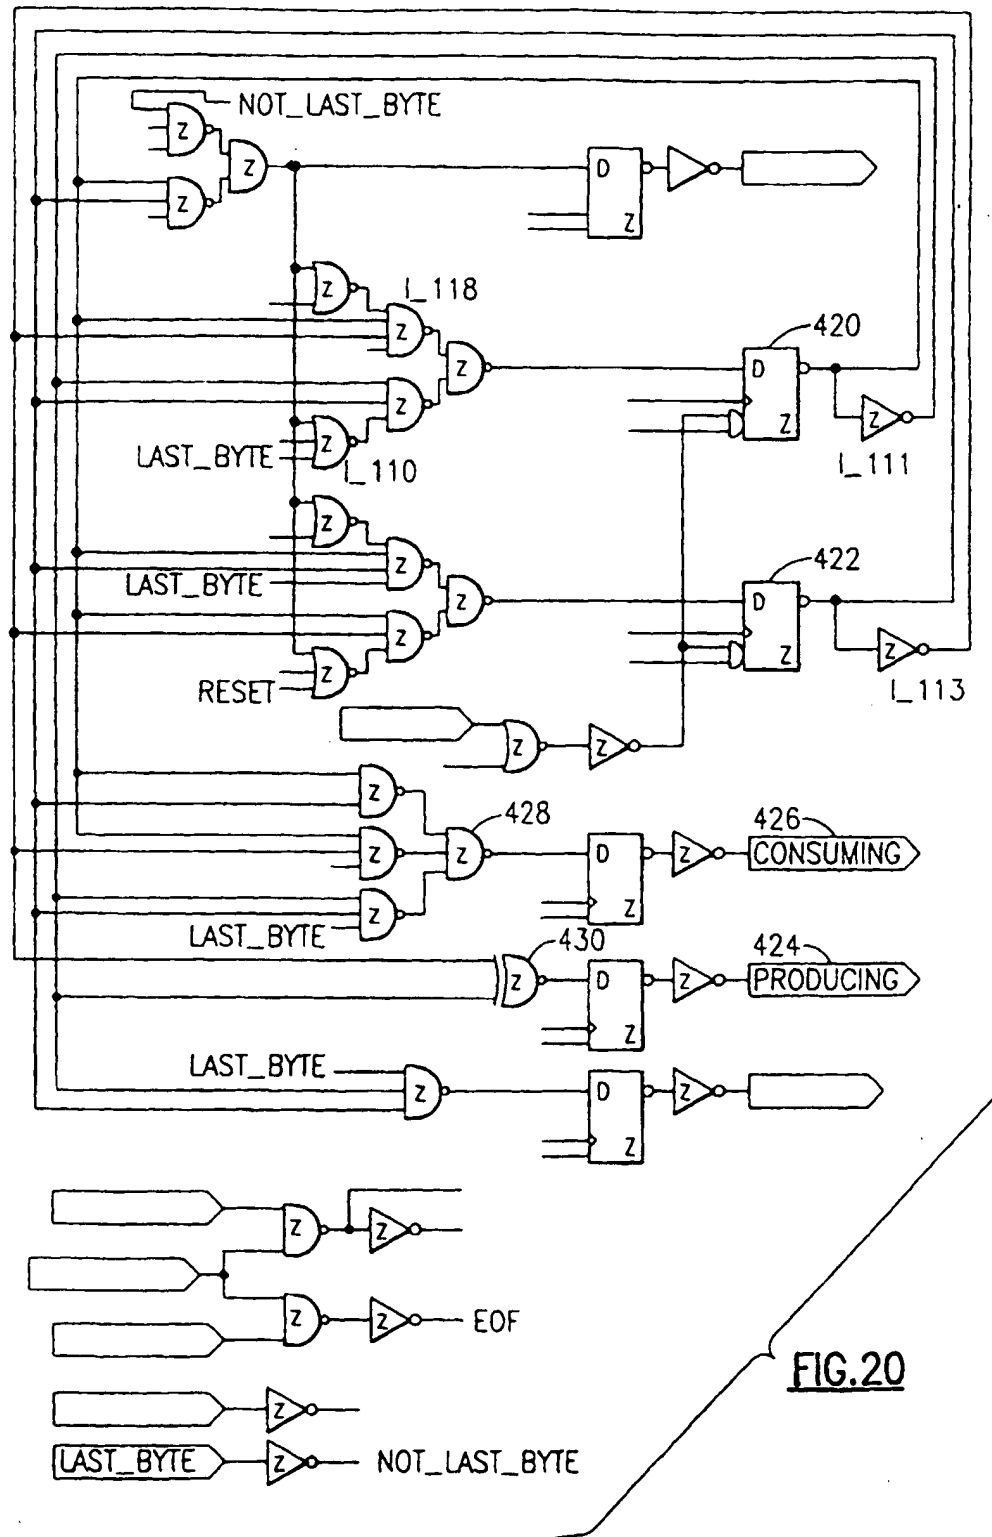 NOT_LAST_BYTE
Z
Z
Z
D
Z
Z
I_118
Z
420
Z
D
Z
Z
Z
LAST_BYTE
Z
I_110
I_111
Z
Z
422
LAST_BYTE
Z
D
Z
Z
Z
Z
RESET
I_113
Z
Z
Z
428
426
Z
Z
D
Z
CONSUMING
Z
Z
LAST_BYTE
430
424
Z
D
Z
PRODUCING
Z
LAST_BYTE
Z
D
Z
Z
Z
Z
Z
Z
EOF
FIG.20
Z
LAST_BYTE
Z
NOT_LAST_BYTE